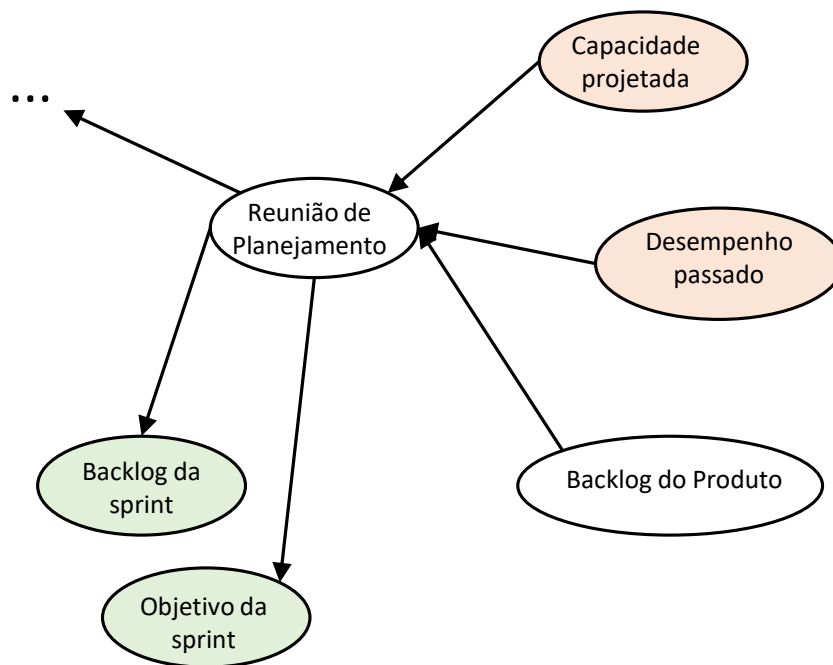 Capacidade
projetada
...
Reunião de
Planejamento
Desempenho
passado
Backlog da
sprint
Backlog do Produto
Objetivo da
sprint